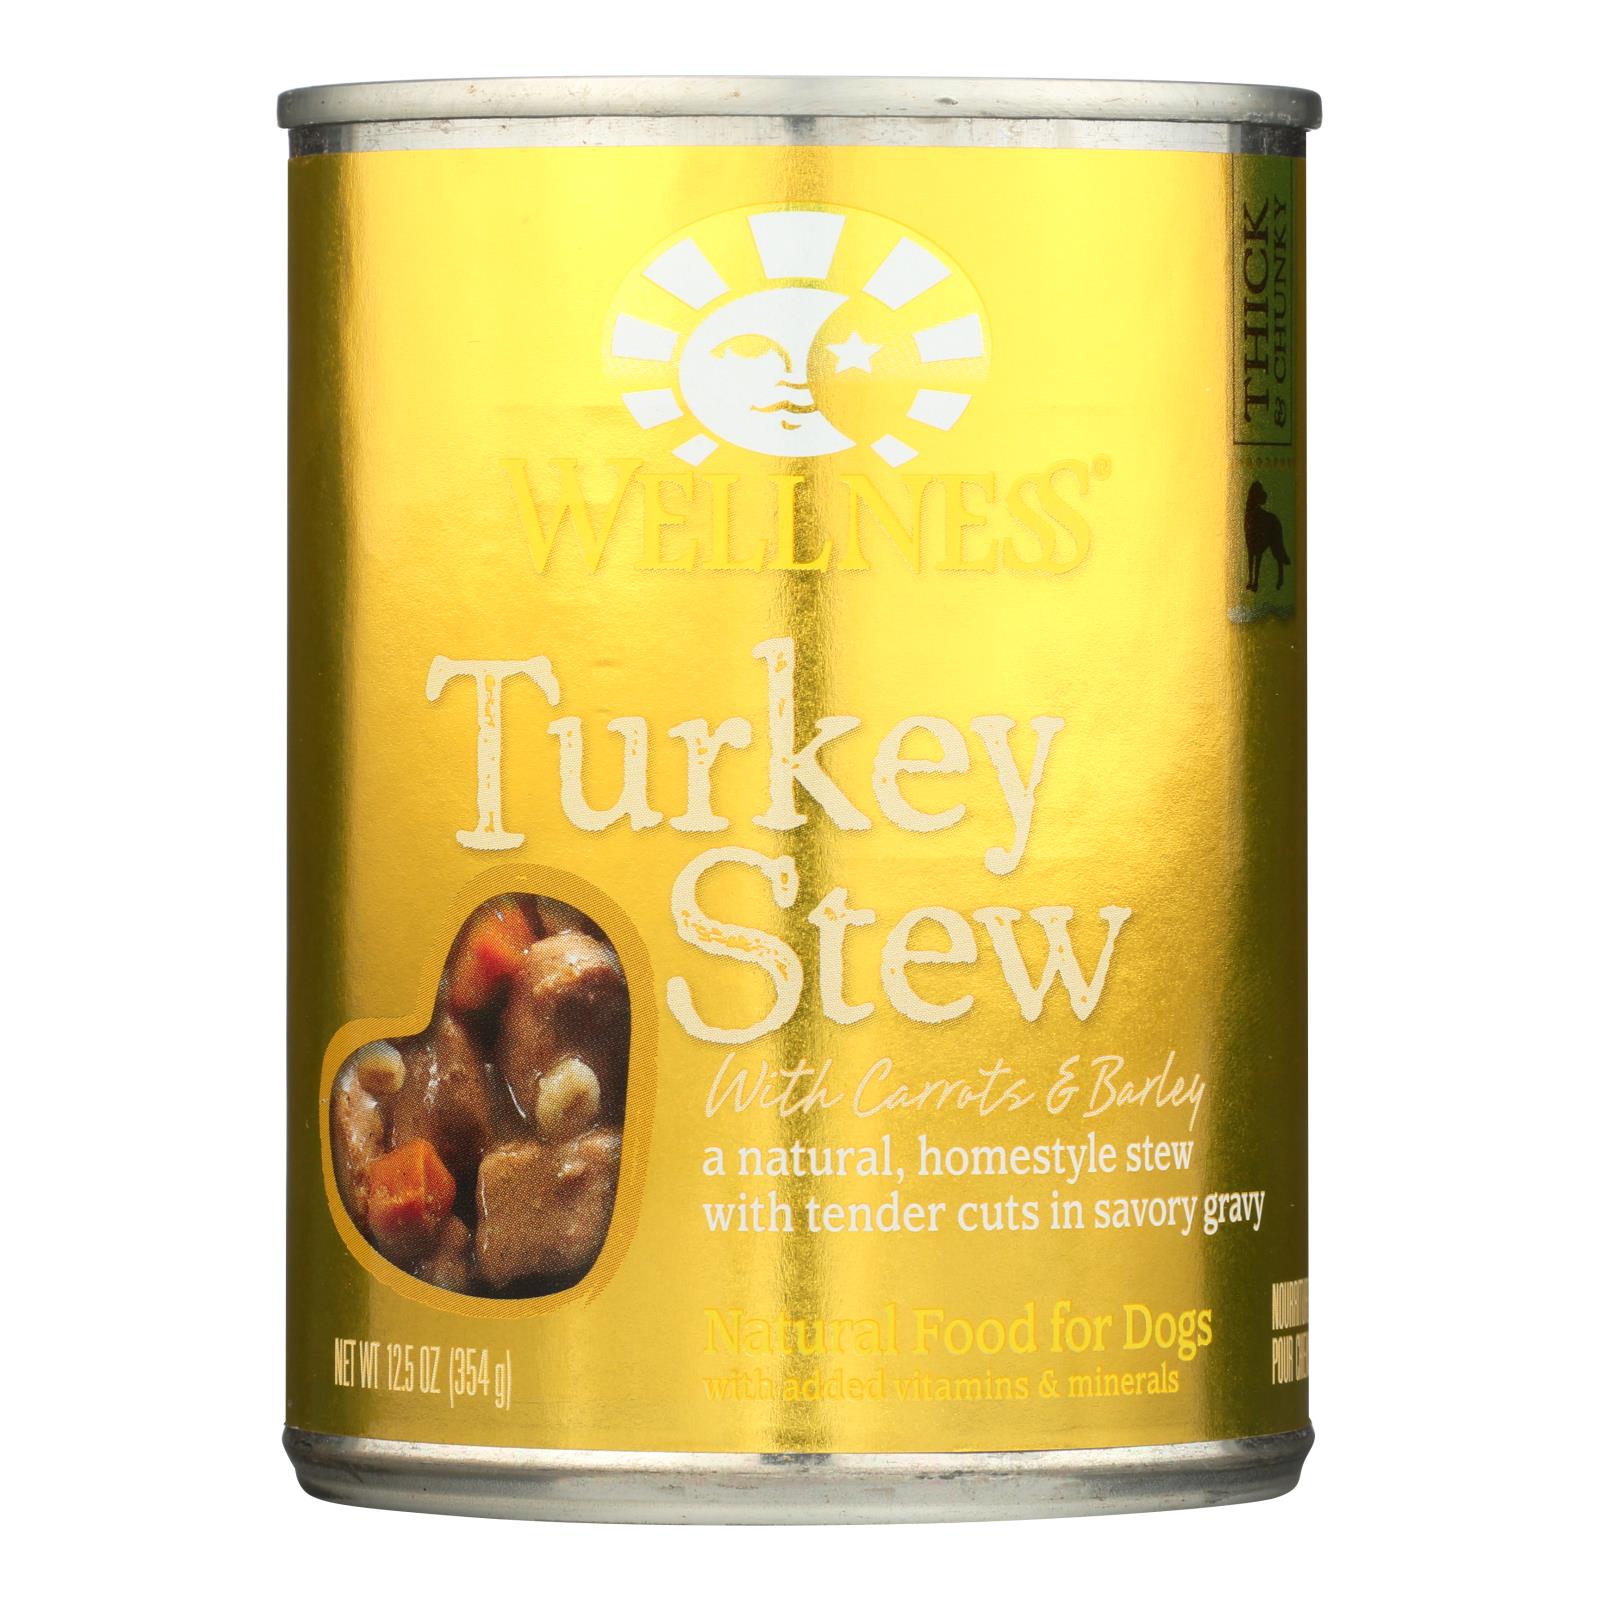 WELLNESS®
THICK
& CHUNKY
Turkey
Stew
With Carrots & Barley
a natural, homestyle stew
with tender cuts in savory gravy
Natural Food for Dogs
with added vitamins & minerals
NET WT 12.5 OZ (354 g)
POUR